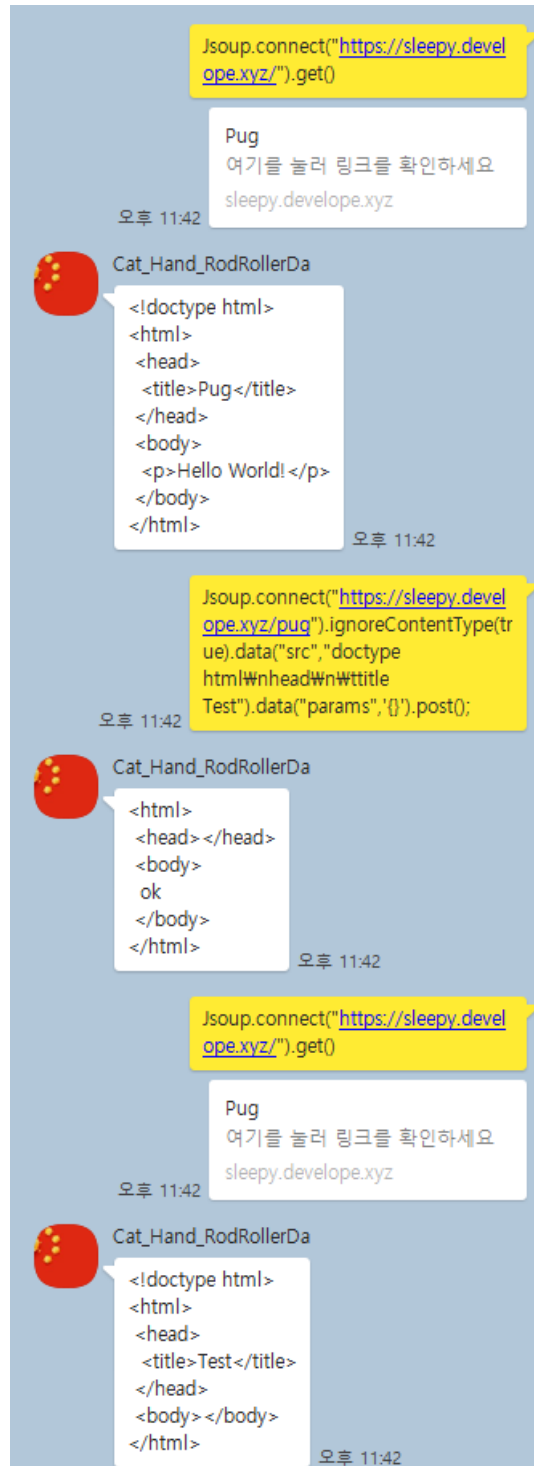 Jsoup.connect("https://sleepy.devel
ope.xyz/").get()
Pug
여기를 눌러 링크를 확인하세요
sleepy.develope.xyz
오후 11:42
Cat_Hand_RodRollerDa
<!doctype html>
<html>
<head>
<title>Pug</title>
</head>
<body>
<p>Hello World!</p>
</body>
</html>
오후 11:42
Jsoup.connect("https://sleepy.devel
ope.xyz/pug").ignoreContentType(tr
ue).data("src","doctype
html₩nhead₩n₩ttitle
Test").data("params",'{}').post();
오후 11:42
Cat_Hand_RodRollerDa
<html>
<head></head>
<body>
ok
</body>
</html>
오후 11:42
Jsoup.connect("https://sleepy.devel
ope.xyz/").get()
Pug
여기를 눌러 링크를 확인하세요
sleepy.develope.xyz
오후 11:42
Cat_Hand_RodRollerDa
<!doctype html>
<html>
<head>
<title>Test</title>
</head>
<body></body>
</html>
오후 11:42